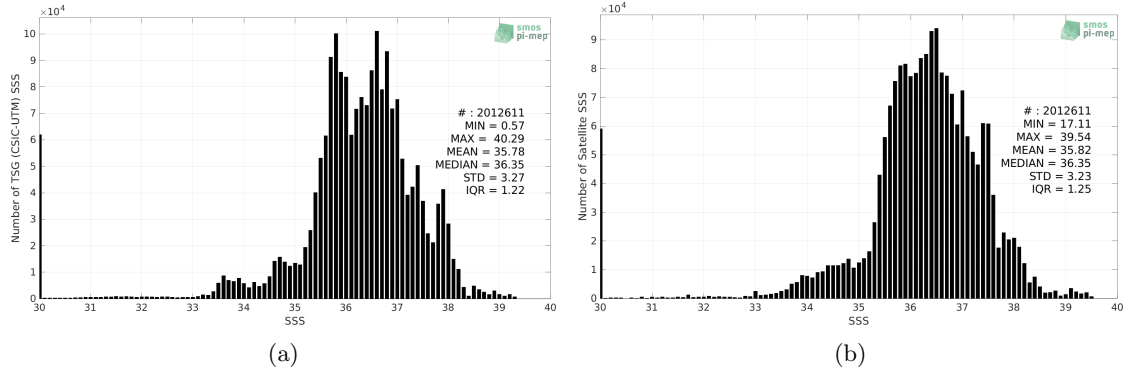 ×10⁴
10
9
8
7
6
5
4
3
2
1
0
Number of TSG (CSIC-UTM) SSS
30 31 32 33 34 35 36 37 38 39 40
SSS
smos
pi-mep
# : 2012611
MIN = 0.57
MAX = 40.29
MEAN = 35.78
MEDIAN = 36.35
STD = 3.27
IQR = 1.22
(a)
×10⁴
9
8
7
6
5
4
3
2
1
0
Number of Satellite SSS
30 31 32 33 34 35 36 37 38 39 40
SSS
smos
pi-mep
# : 2012611
MIN = 17.11
MAX = 39.54
MEAN = 35.82
MEDIAN = 36.35
STD = 3.23
IQR = 1.25
(b)